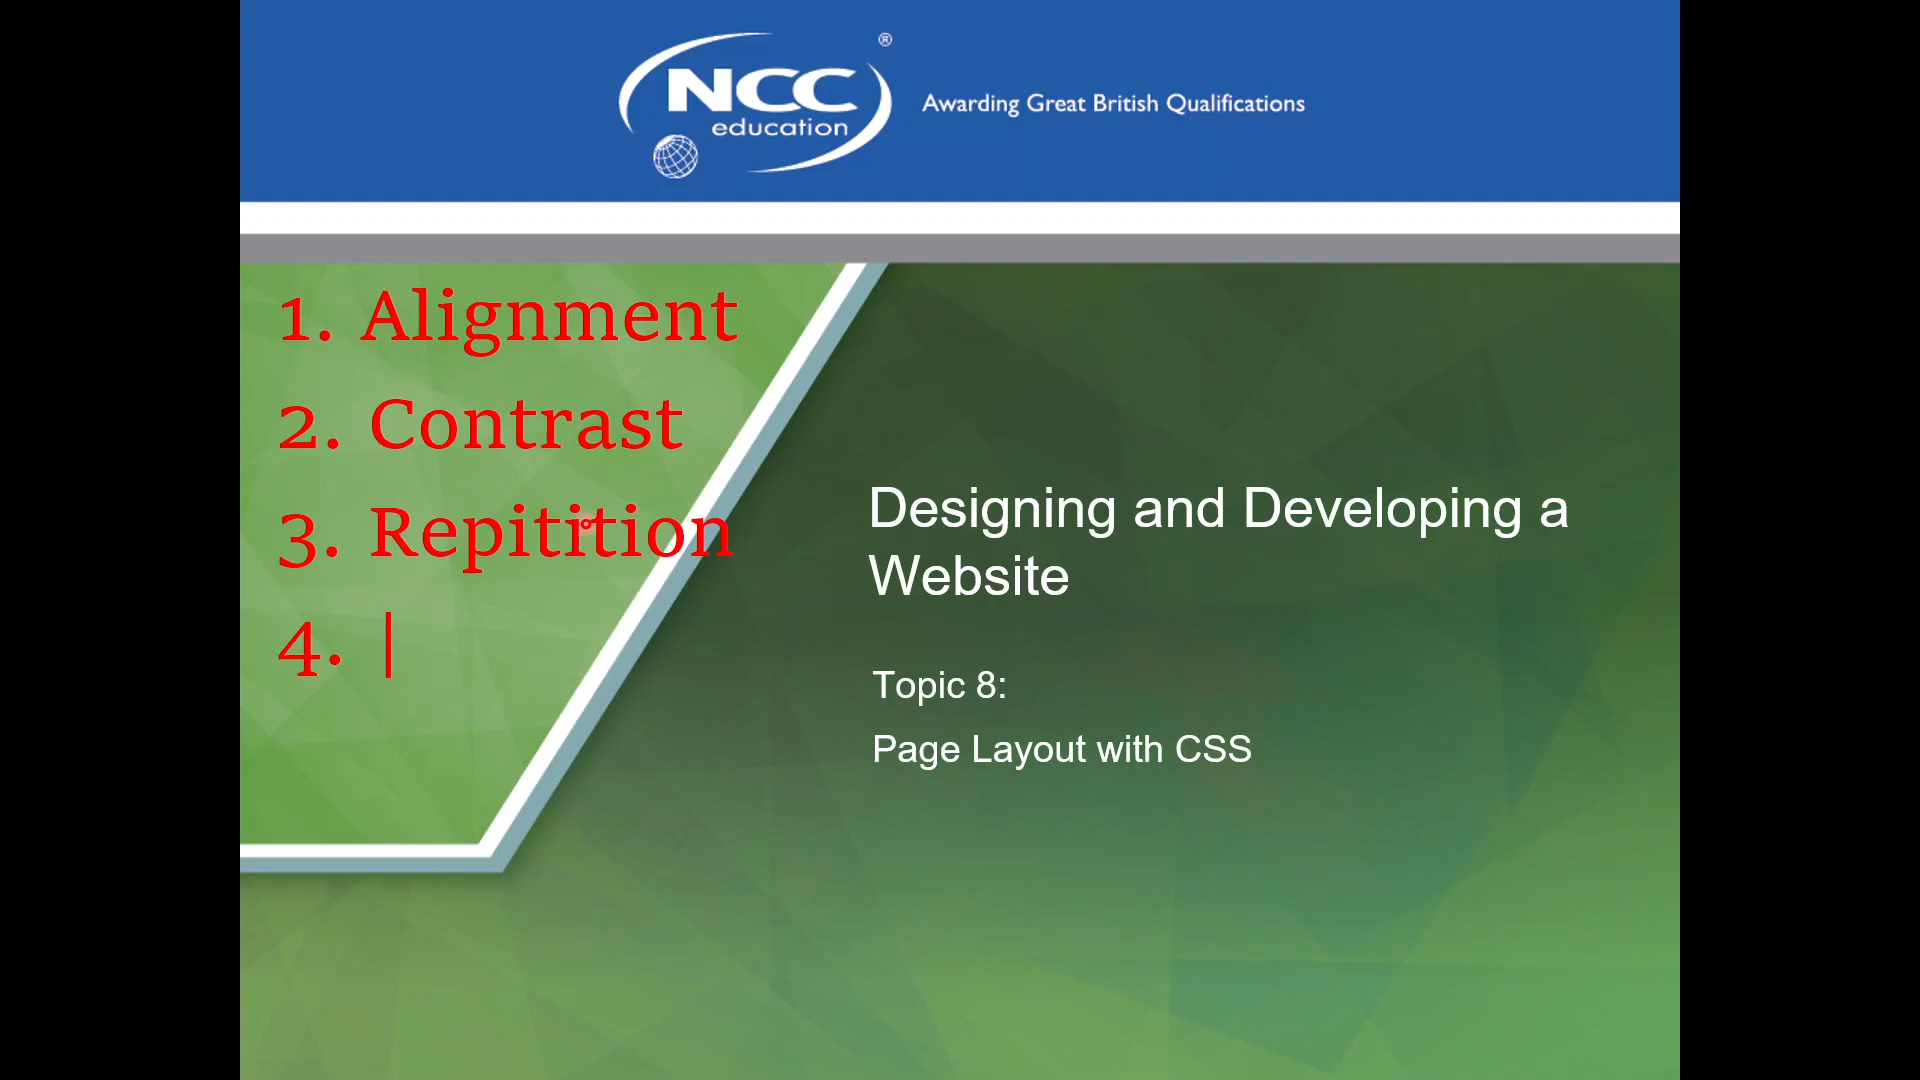 NCC
education
®
Awarding Great British Qualifications
1. Alignment
2. Contrast
3. Repitition
4.
Designing and Developing a
Website
Topic 8:
Page Layout with CSS